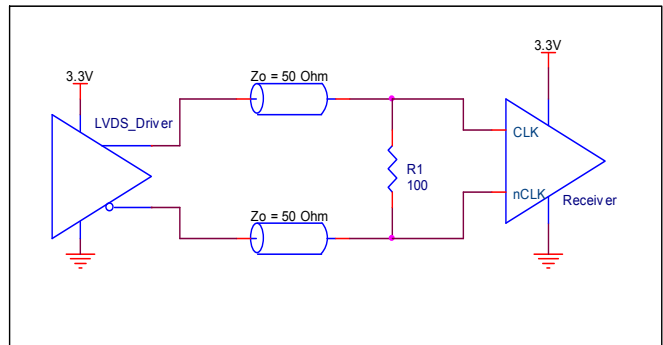 3.3V
LVDS_Driver
Zo = 50 Ohm
3.3V
CLK
R1
100
nCLK
Receiver
Zo = 50 Ohm